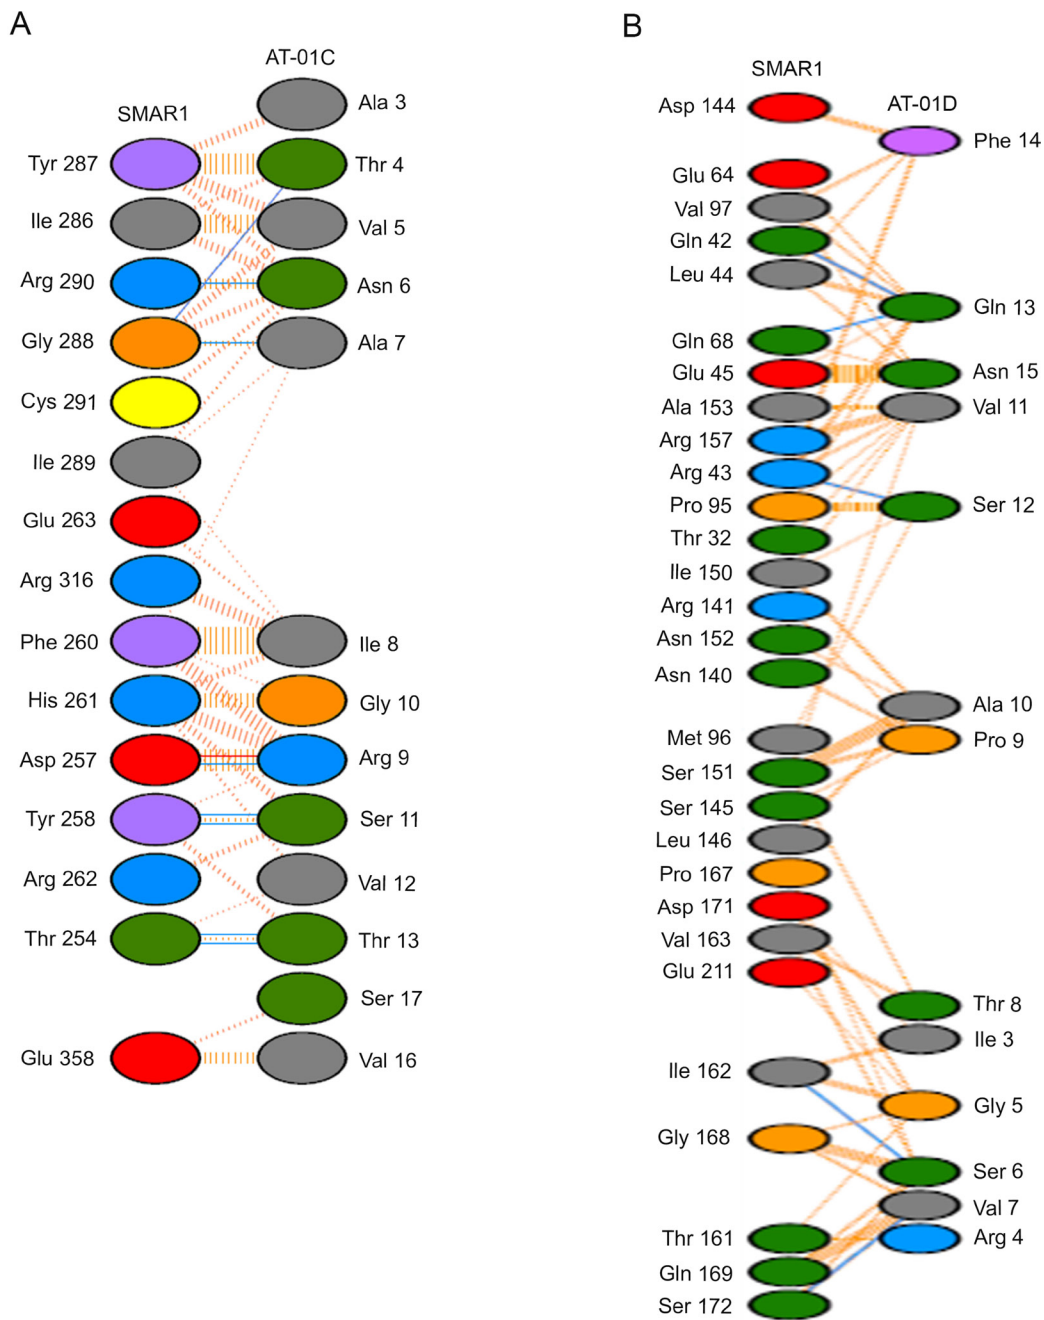 A
SMAR1
AT-01C
Tyr 287
Ile 286
Arg 290
Gly 288
Cys 291
Ile 289
Glu 263
Arg 316
Phe 260
His 261
Asp 257
Tyr 258
Arg 262
Thr 254
Glu 358
Ala 3
Thr 4
Val 5
Asn 6
Ala 7
Ile 8
Gly 10
Arg 9
Ser 11
Val 12
Thr 13
Ser 17
Val 16
B
SMAR1
AT-01D
Asp 144
Glu 64
Val 97
Gln 42
Leu 44
Gln 68
Glu 45
Ala 153
Arg 157
Arg 43
Pro 95
Thr 32
Ile 150
Arg 141
Asn 152
Asn 140
Met 96
Ser 151
Ser 145
Leu 146
Pro 167
Asp 171
Val 163
Glu 211
Ile 162
Gly 168
Thr 161
Gln 169
Ser 172
Phe 14
Gln 13
Asn 15
Val 11
Ser 12
Ala 10
Pro 9
Thr 8
Ile 3
Gly 5
Ser 6
Val 7
Arg 4